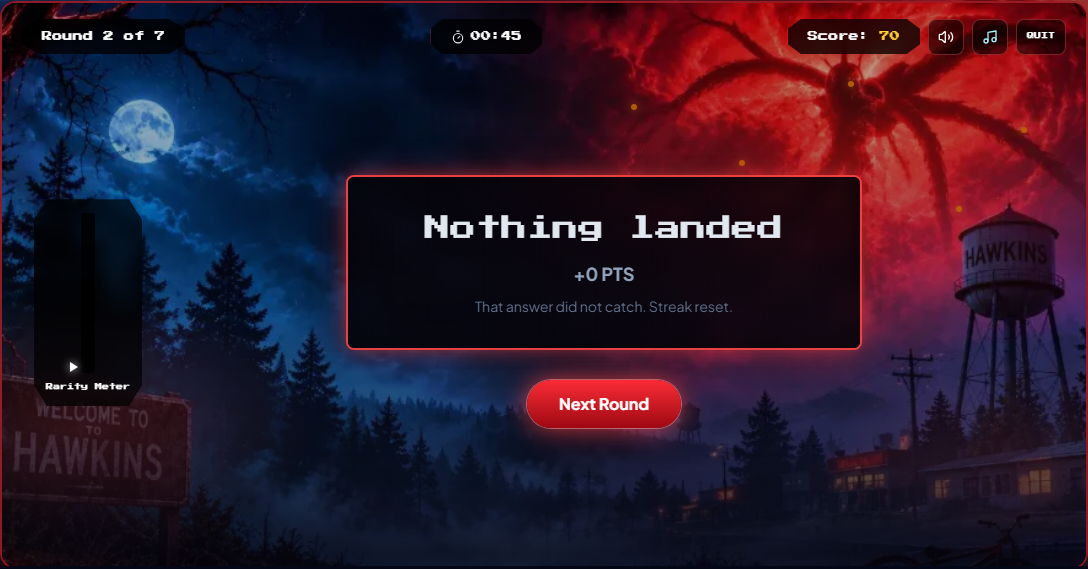 Round 2 of 7
00:45
Score: 70
QUIT
Nothing landed
+0 PTS
That answer did not catch. Streak reset.
HAWKINS
Rarity Meter
Next Round
WELCOME TO
TO
HAWKINS